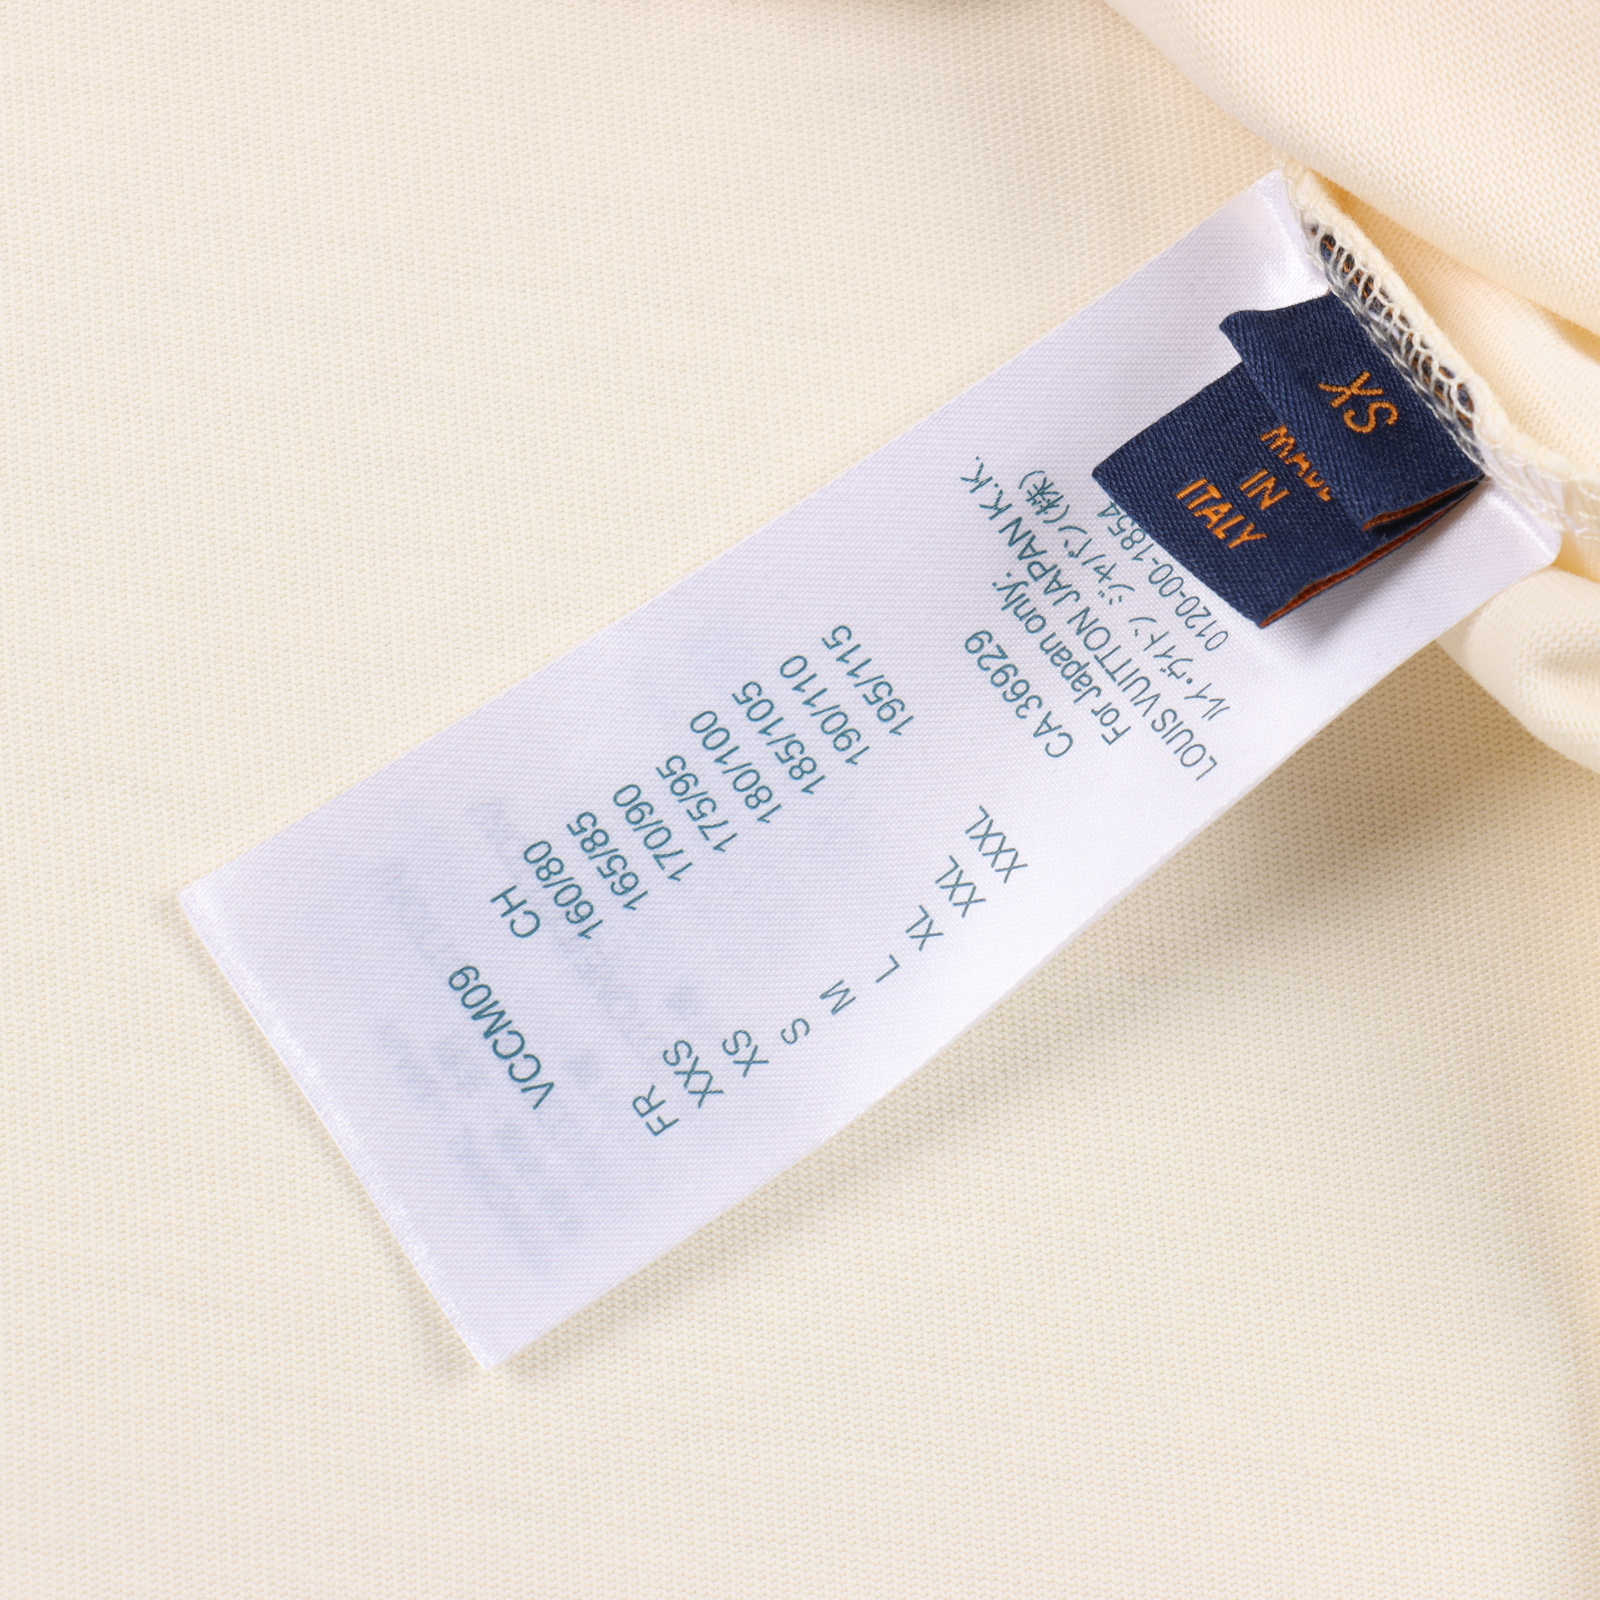 VCCM09
FR CH
XXS 160/80
XS 165/85
S 170/90
M 175/95
L 180/100
XL 185/105
XXL 190/110
XXXL 195/115
CA 36929
For Japan only:
LOUIS VUITTON JAPAN K.K.
ルイ・ヴィトン ジャパン(株)
0120-00-1854
XS
MADE
IN
ITALY